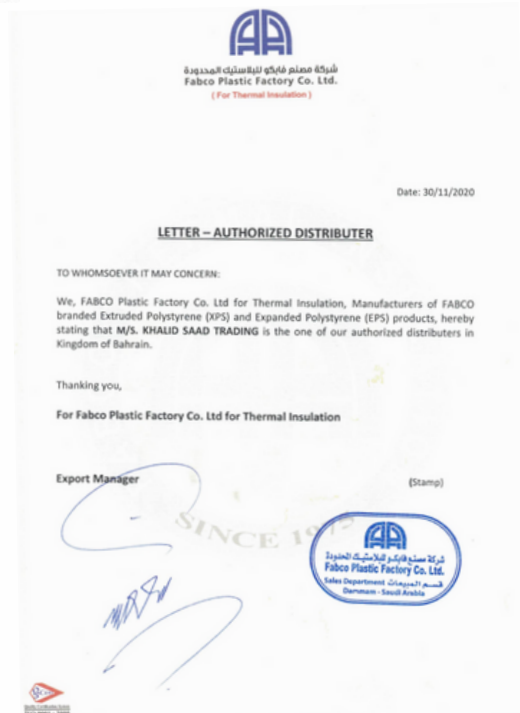 شركة مصنع فابكو للبلاستيك المحدودة
Fabco Plastic Factory Co. Ltd.
( For Thermal Insulation )
Date: 30/11/2020
LETTER – AUTHORIZED DISTRIBUTER
TO WHOMSOEVER IT MAY CONCERN:
We, FABCO Plastic Factory Co. Ltd for Thermal Insulation, Manufacturers of FABCO
branded Extruded Polystyrene (XPS) and Expanded Polystyrene (EPS) products, hereby
stating that M/S. KHALID SAAD TRADING is the one of our authorized distributers in
Kingdom of Bahrain.
Thanking you,
For Fabco Plastic Factory Co. Ltd for Thermal Insulation
Export Manager
(Stamp)
SINCE 1975
شركة مصنع فابكو للبلاستيك المحدودة
Fabco Plastic Factory Co. Ltd.
Sales Department قسم المبيعات
Dammam - Saudi Arabia